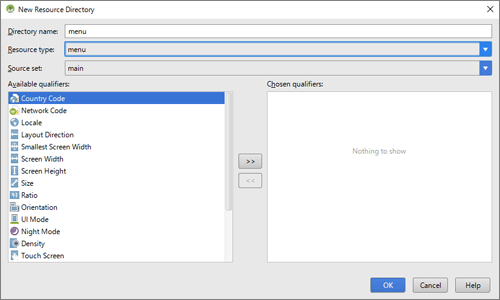 New Resource Directory
Directory name: menu
Resource type: menu
Source set: main
Available qualifiers: Chosen qualifiers:
Country Code
Network Code
Locale
Layout Direction
Smallest Screen Width
Screen Width
Screen Height
Size
Ratio
Orientation
UI Mode
Night Mode
Density
Touch Screen
>>
<<
Nothing to show
OK Cancel Help